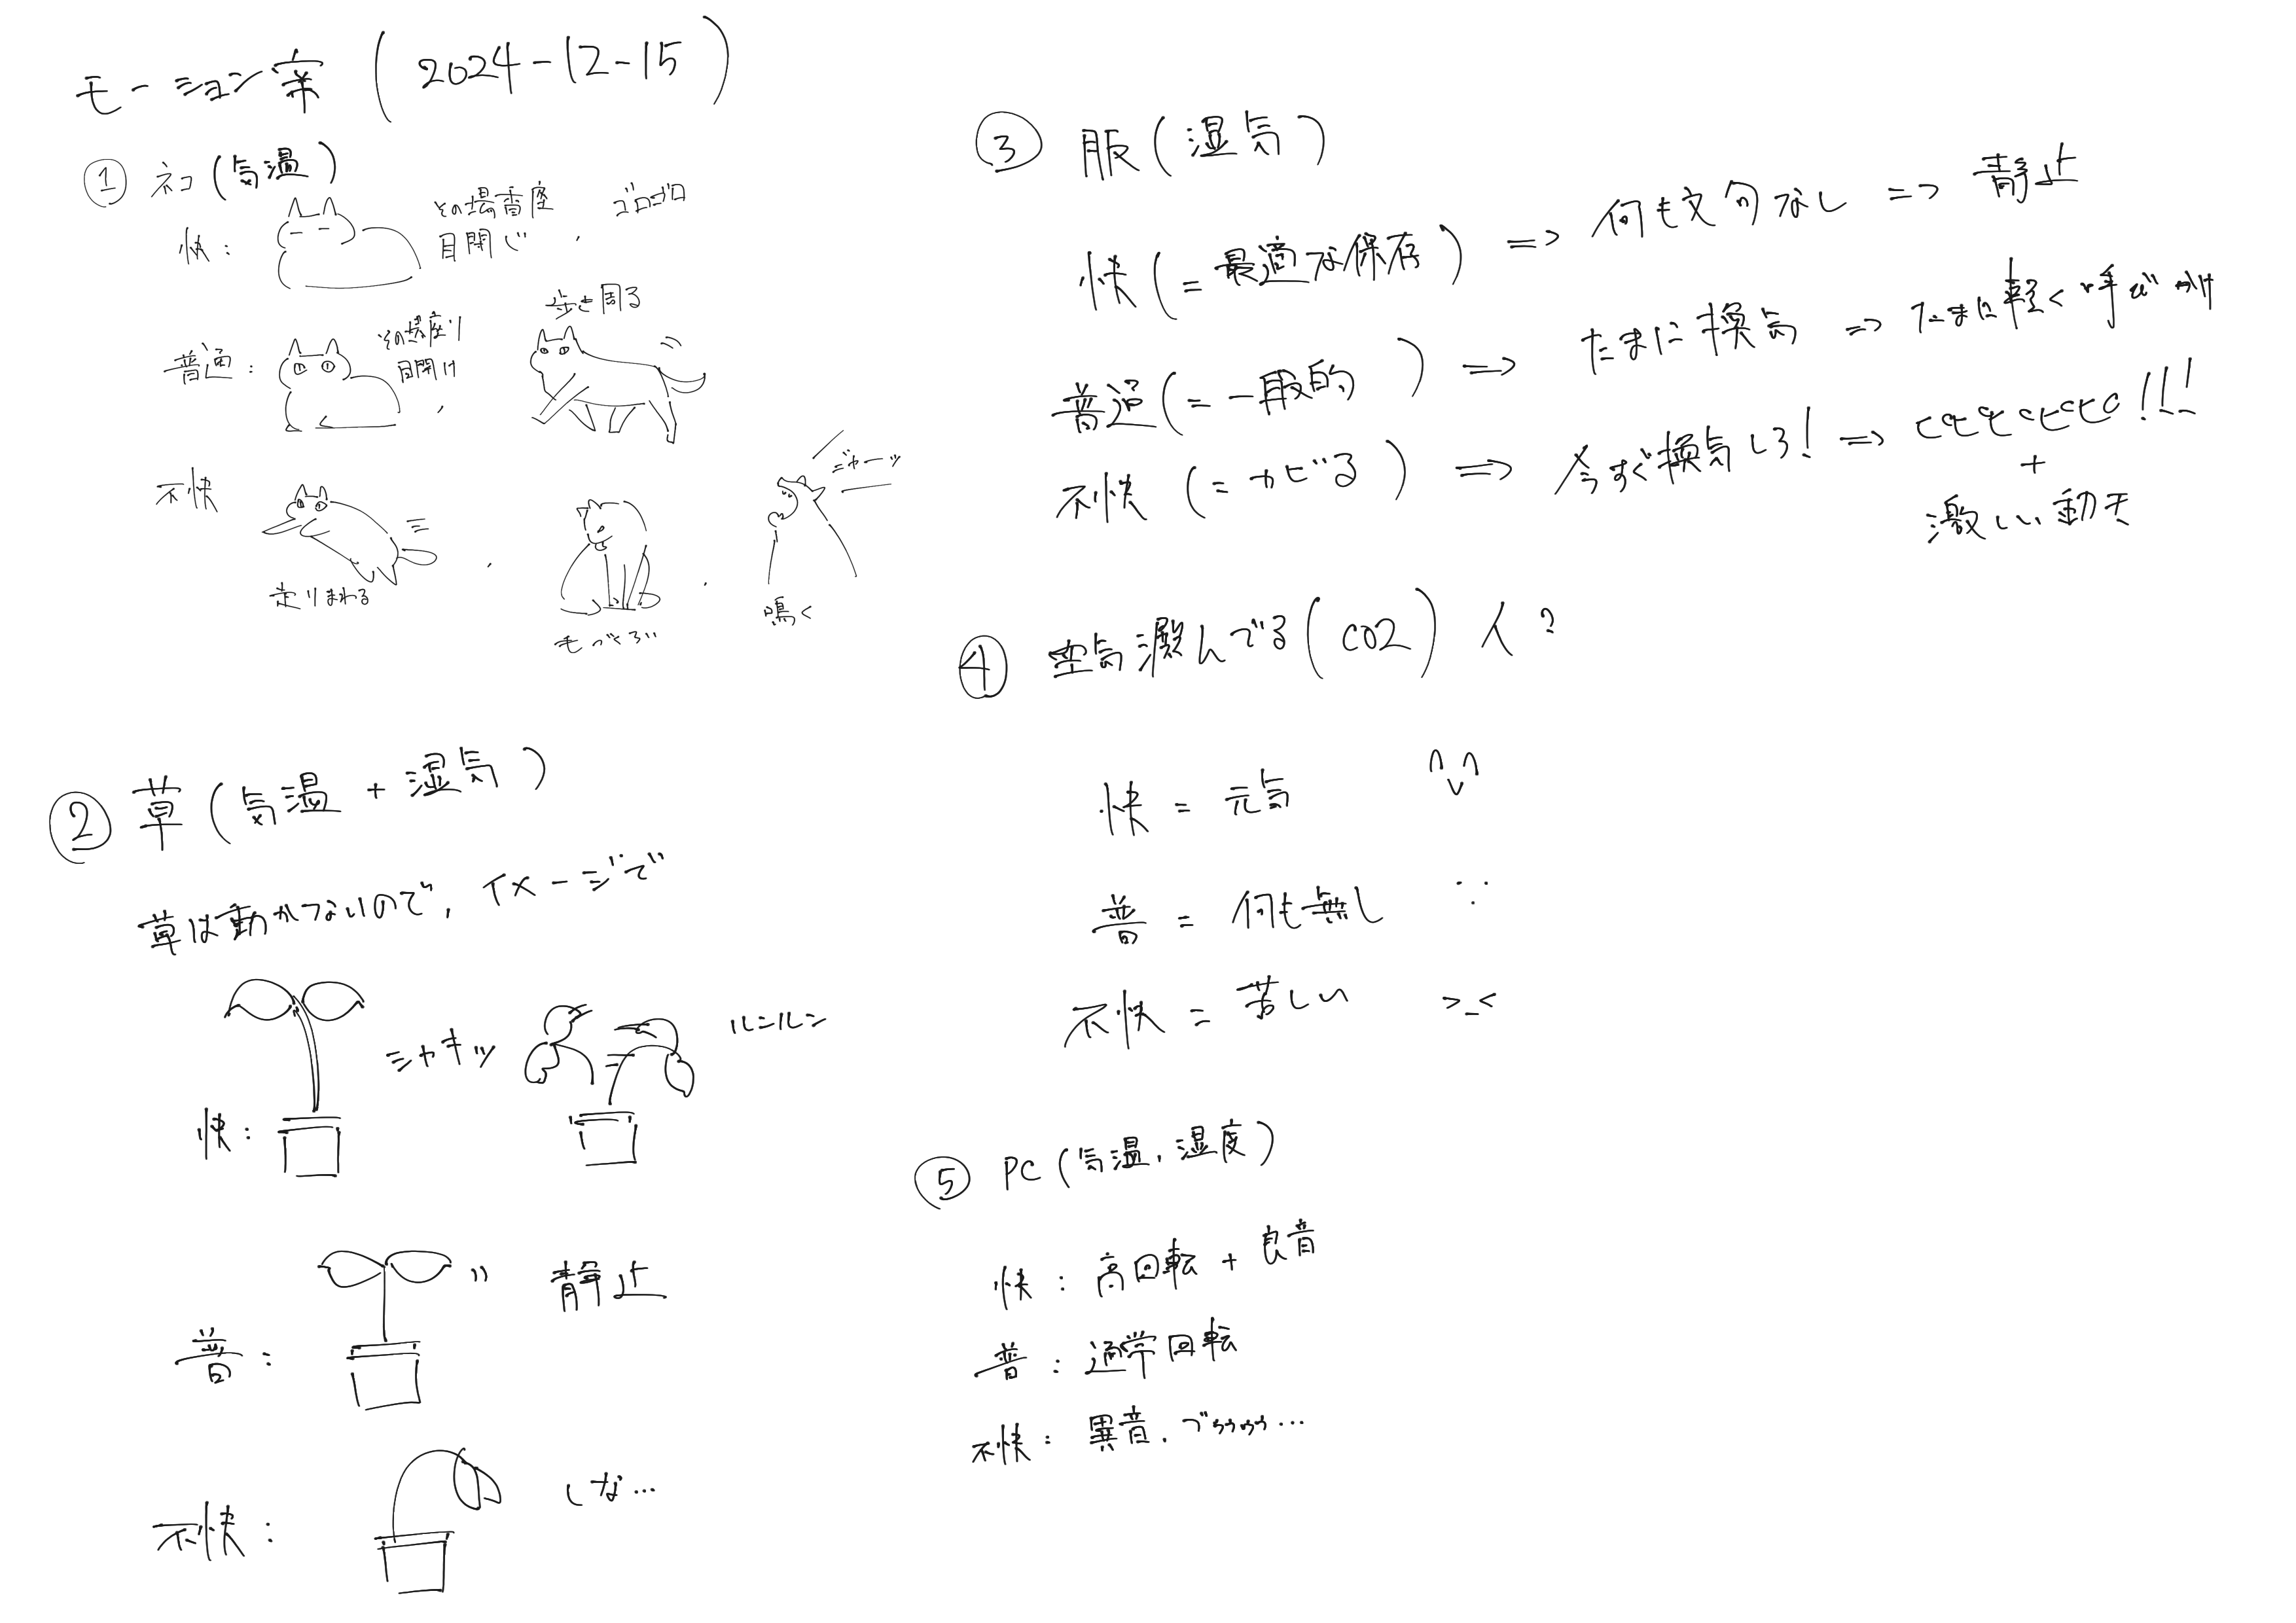 モーション案 (2024-12-15)
① ネコ (気温)
快:
その場香座
目閉じ 、 ゴロゴロ
普通:
その場座り
目開け 、
歩き周る
不快
走りまわる 、
毛づくろい 、
ギャーッ
鳴く
② 草 (気温 + 湿気)
草は動かないので, イメージで
快: シャキッ ルンルン
普: 静止
不快: しな…
③ 服 (湿気)
快 (= 最適な保存) => 何も文句なし => 静止
普通 (= 一般的 ) => たまに換気 => たまに軽く呼びかけ
不快 (= カビる ) => 今すぐ換気しろ! => !!!
+
激しい動き
④ 空気澱んでる (CO2) 人?
快 = 元気
普 = 何も無し
不快 = 苦しい >_<
⑤ PC (気温, 湿度)
快: 高回転 + 良音
普: 通常回転
不快: 異音, ブゥゥゥゥ…